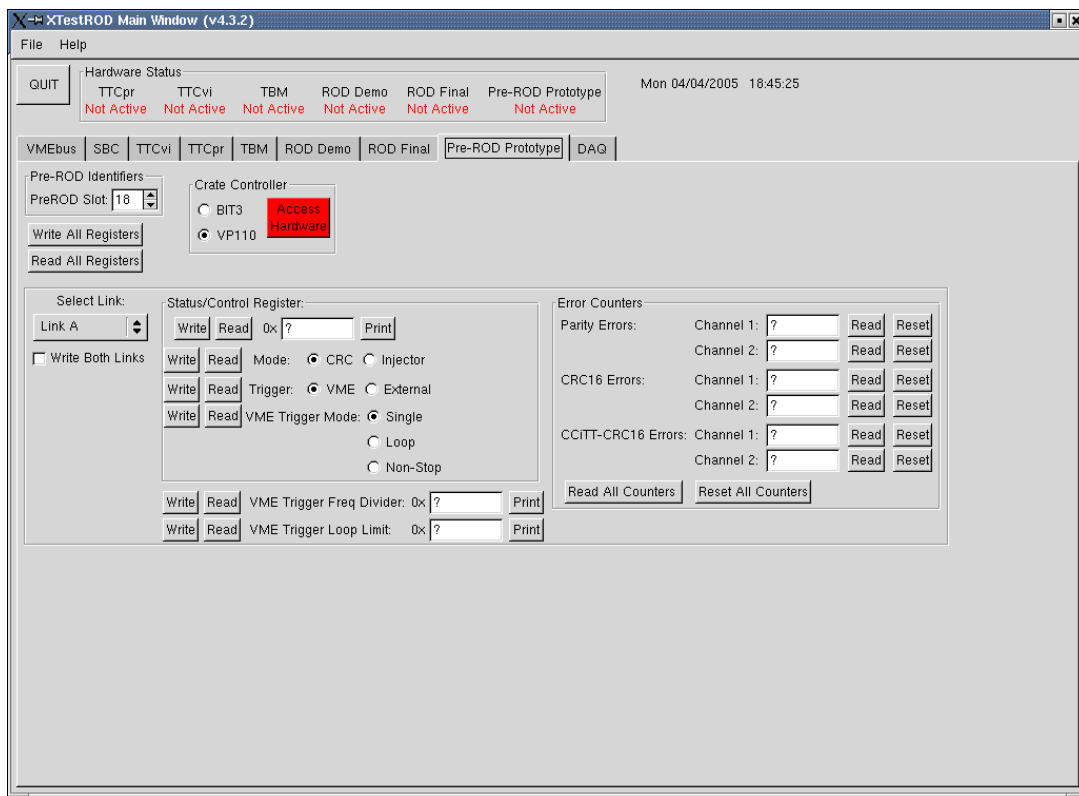 XTestROD Main Window (v4.3.2)
File Help
QUIT
Hardware Status
TTCpr TTCvi TBM ROD Demo ROD Final Pre-ROD Prototype
Not Active Not Active Not Active Not Active Not Active Not Active
Mon 04/04/2005 18:45:25
VMEbus SBC TTCvi TTCpr TBM ROD Demo ROD Final Pre-ROD Prototype DAQ
Pre-ROD Identifiers
PreROD Slot: 18
Write All Registers
Read All Registers
Crate Controller
BIT3
VP110
Access
Hardware
Select Link:
Link A
Write Both Links
Status/Control Register:
Write Read 0x ? Print
Write Read Mode: CRC Injector
Write Read Trigger: VME External
Write Read VME Trigger Mode: Single
Loop
Non-Stop
Write Read VME Trigger Freq Divider: 0x ? Print
Write Read VME Trigger Loop Limit: 0x ? Print
Error Counters
Parity Errors: Channel 1: ? Read Reset
Channel 2: ? Read Reset
CRC16 Errors: Channel 1: ? Read Reset
Channel 2: ? Read Reset
CCiTT-CRC16 Errors: Channel 1: ? Read Reset
Channel 2: ? Read Reset
Read All Counters Reset All Counters